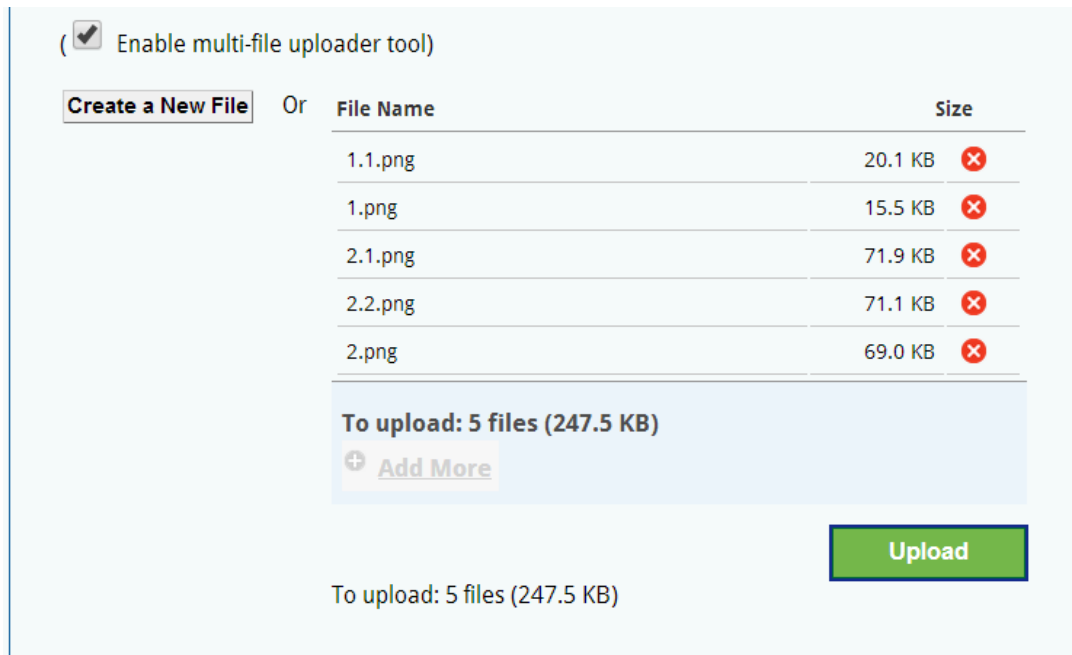 ( Enable multi-file uploader tool)
Create a New File Or File Name Size
1.1.png 20.1 KB
1.png 15.5 KB
2.1.png 71.9 KB
2.2.png 71.1 KB
2.png 69.0 KB
To upload: 5 files (247.5 KB)
Add More
Upload
To upload: 5 files (247.5 KB)